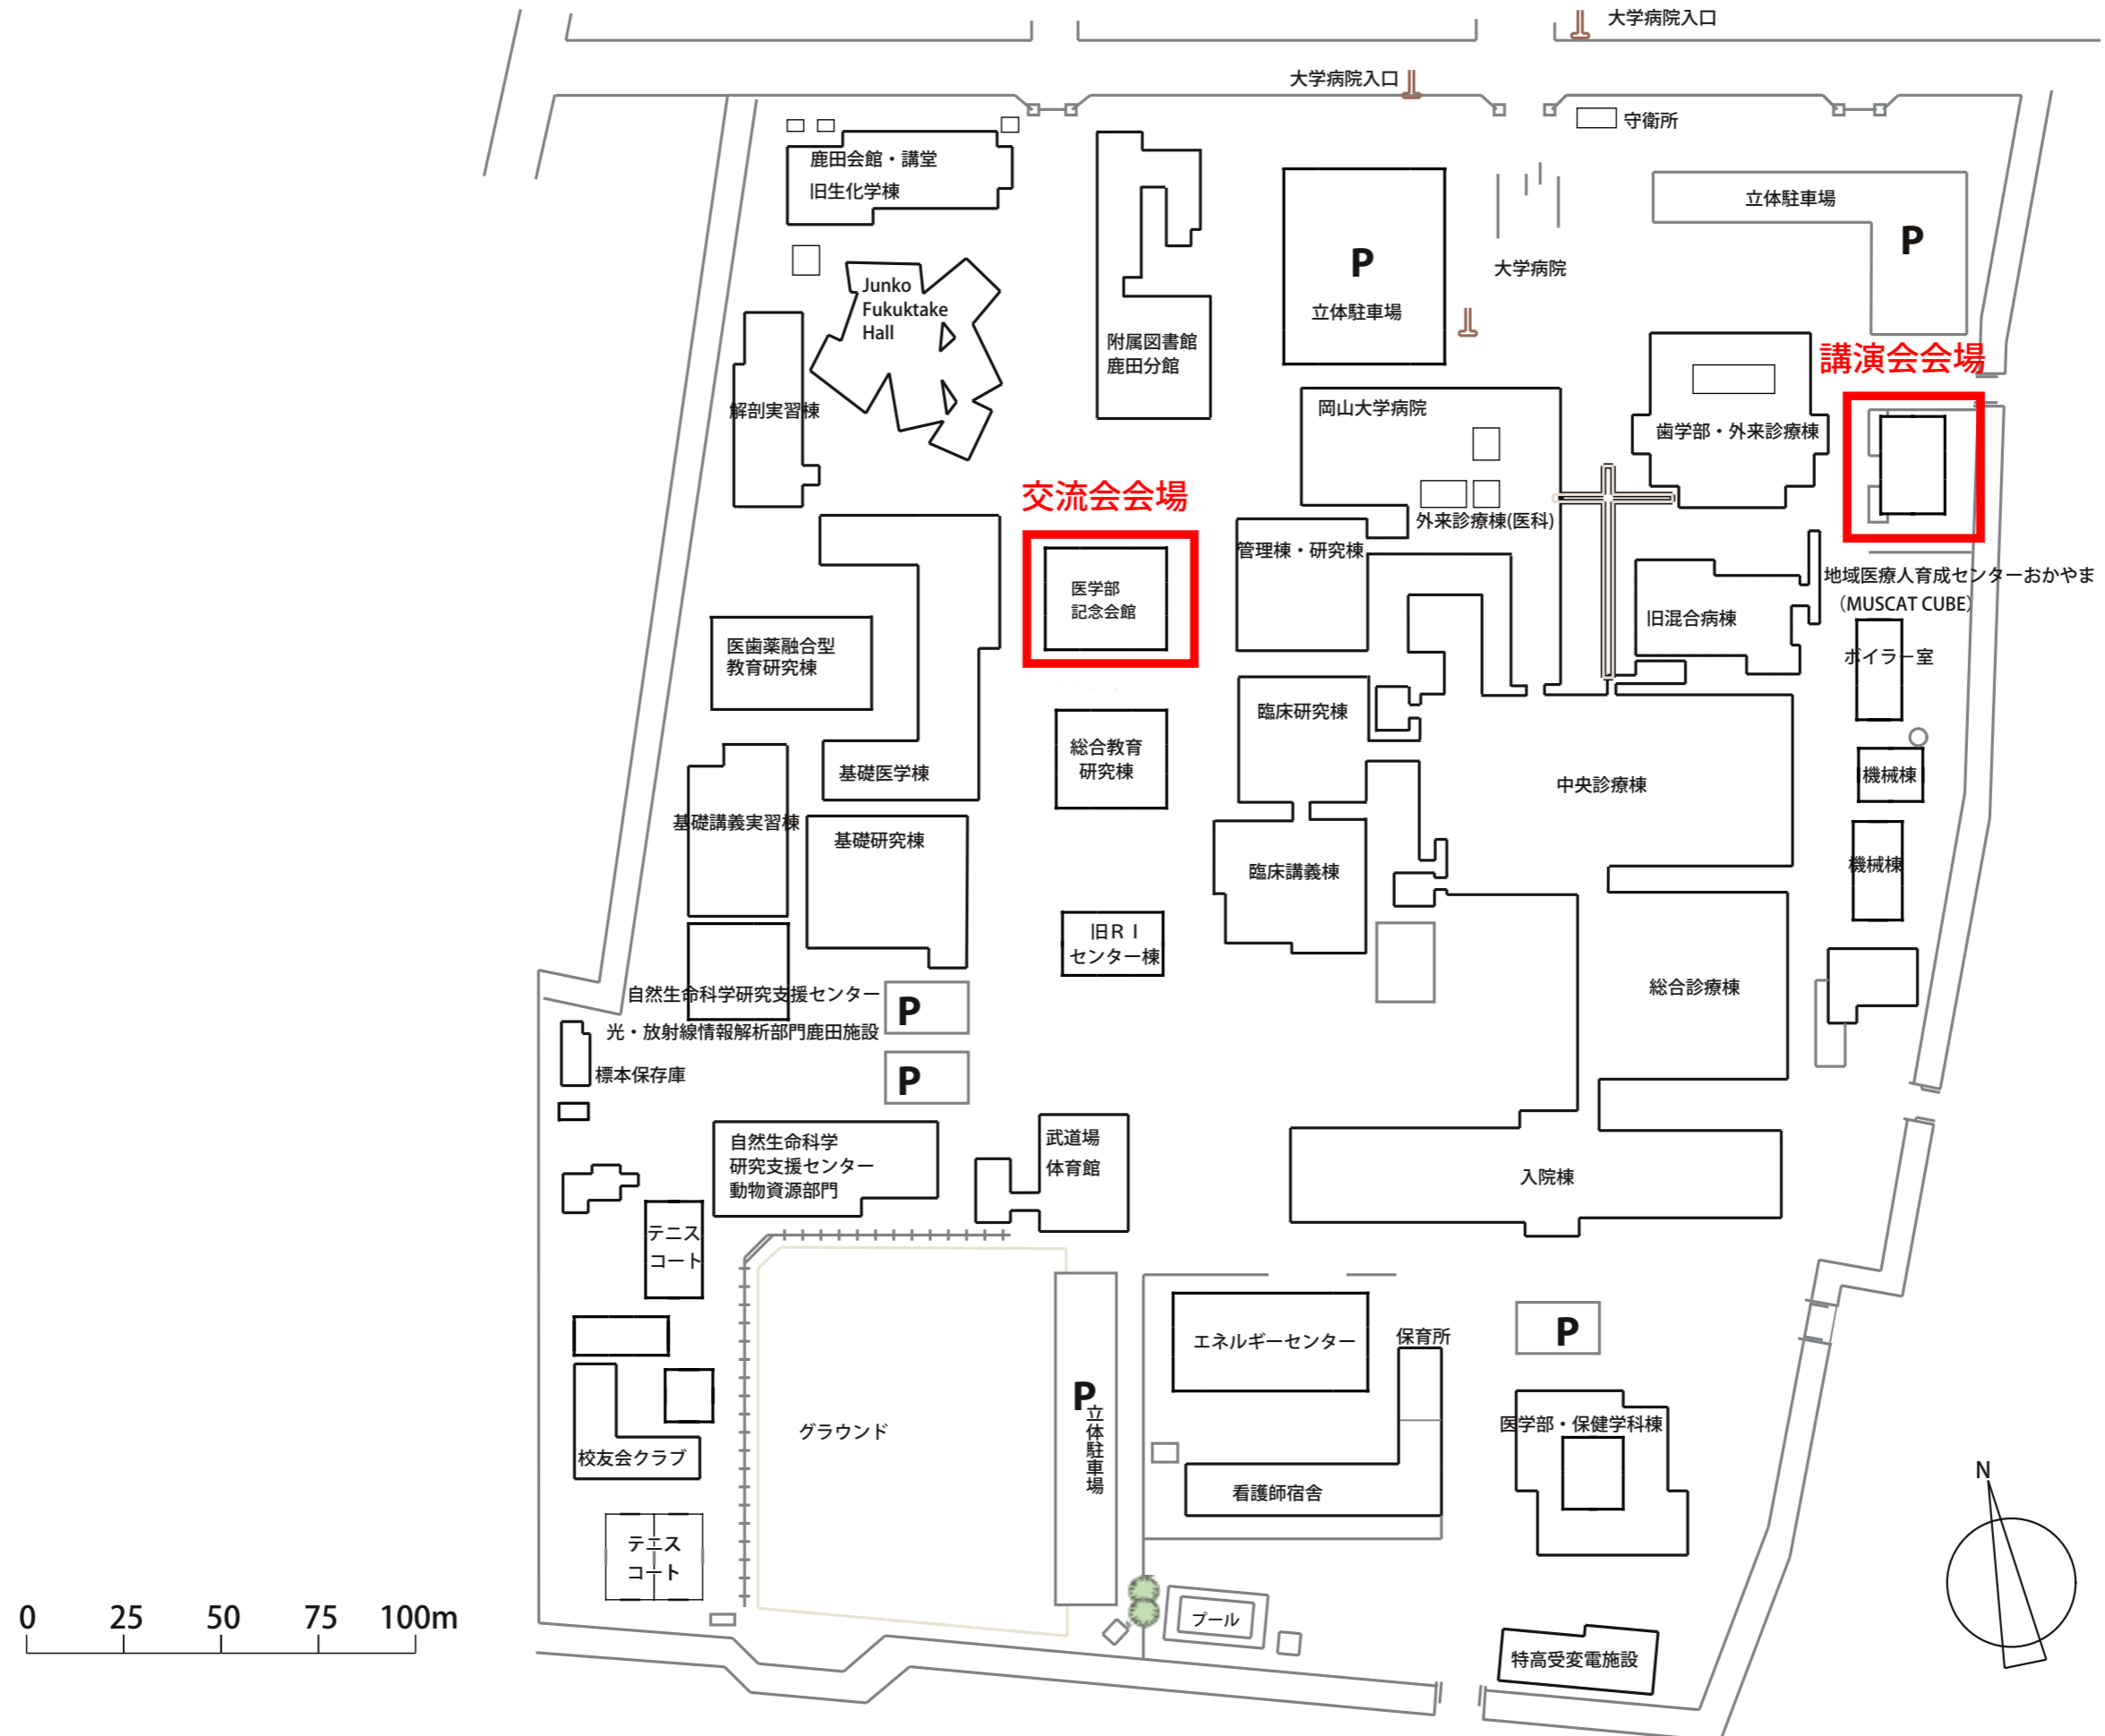 大学病院入口
大学病院入口
守衛所
鹿田会館・講堂
旧生化学棟
立体駐車場
P
P
立体駐車場
大学病院
Junko
Fukuktake
Hall
附属図書館
鹿田分館
講演会会場
解剖実習棟
岡山大学病院
歯学部・外来診療棟
交流会会場
外来診療棟(医科)
管理棟・研究棟
医学部
記念会館
地域医療人育成センターおかやま
（MUSCAT CUBE）
旧混合病棟
医歯薬融合型
教育研究棟
ボイラー室
臨床研究棟
総合教育
研究棟
基礎医学棟
中央診療棟
機械棟
基礎講義実習棟
基礎研究棟
臨床講義棟
機械棟
旧ＲＩ
センター棟
総合診療棟
自然生命科学研究支援センター
光・放射線情報解析部門鹿田施設
P
標本保存庫
P
自然生命科学
研究支援センター
動物資源部門
武道場
体育館
入院棟
テニス
コート
エネルギーセンター
保育所
P
P
立体駐車場
グラウンド
医学部・保健学科棟
校友会クラブ
看護師宿舎
N
テニス
コート
プール
0 25 50 75 100m
特高受変電施設